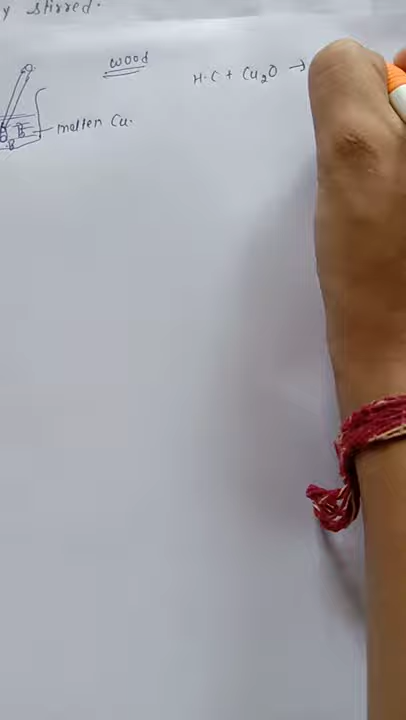 y stirred.
wood
H.C + Cu₂O →
molten Cu.